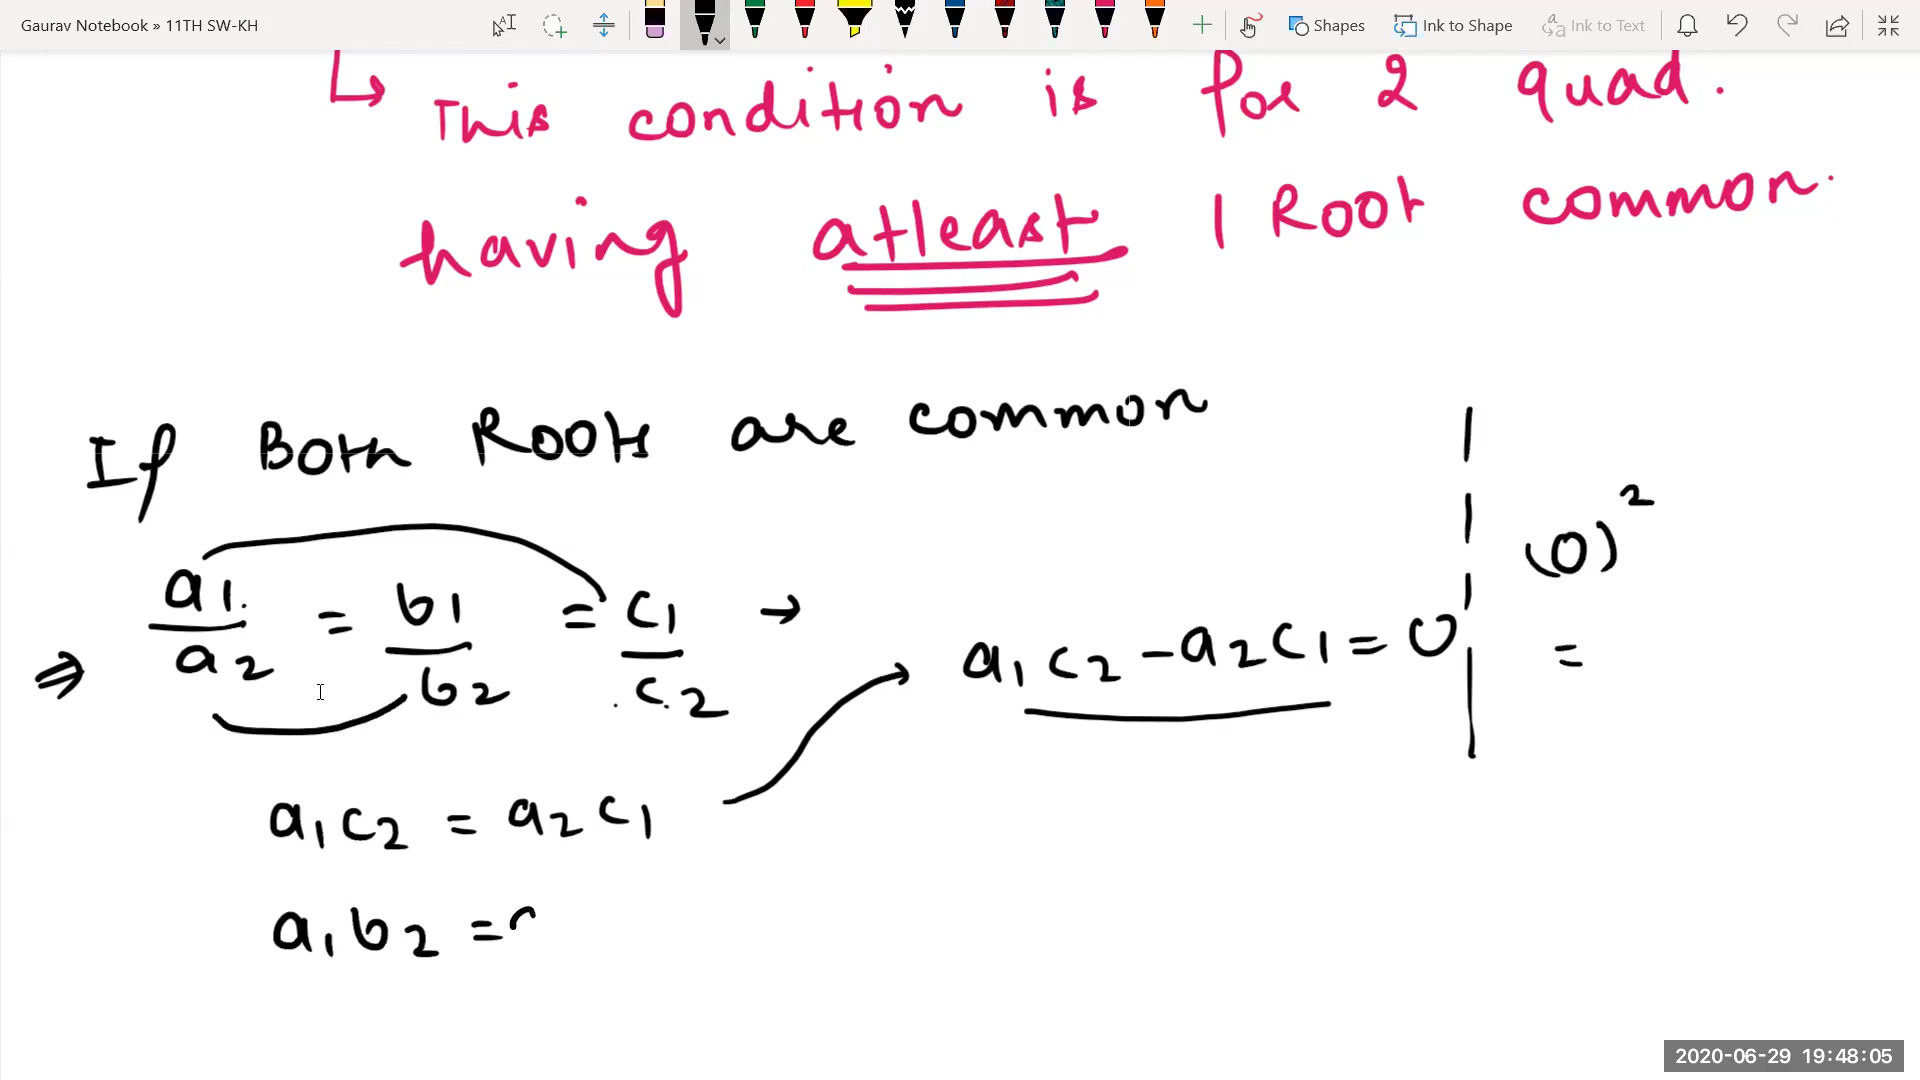 Gaurav Notebook » 11TH SW-KH
Shapes Ink to Shape Ink to Text
↳ This condition is for 2 quad.
having atleast 1 Root common.
If Both Roots are common
⇒ a1/a2 = b1/b2 = c1/c2 →
a1c2 - a2c1 = 0
(0)²
=
a1c2 = a2c1
a1b2 =
2020-06-29 19:48:05